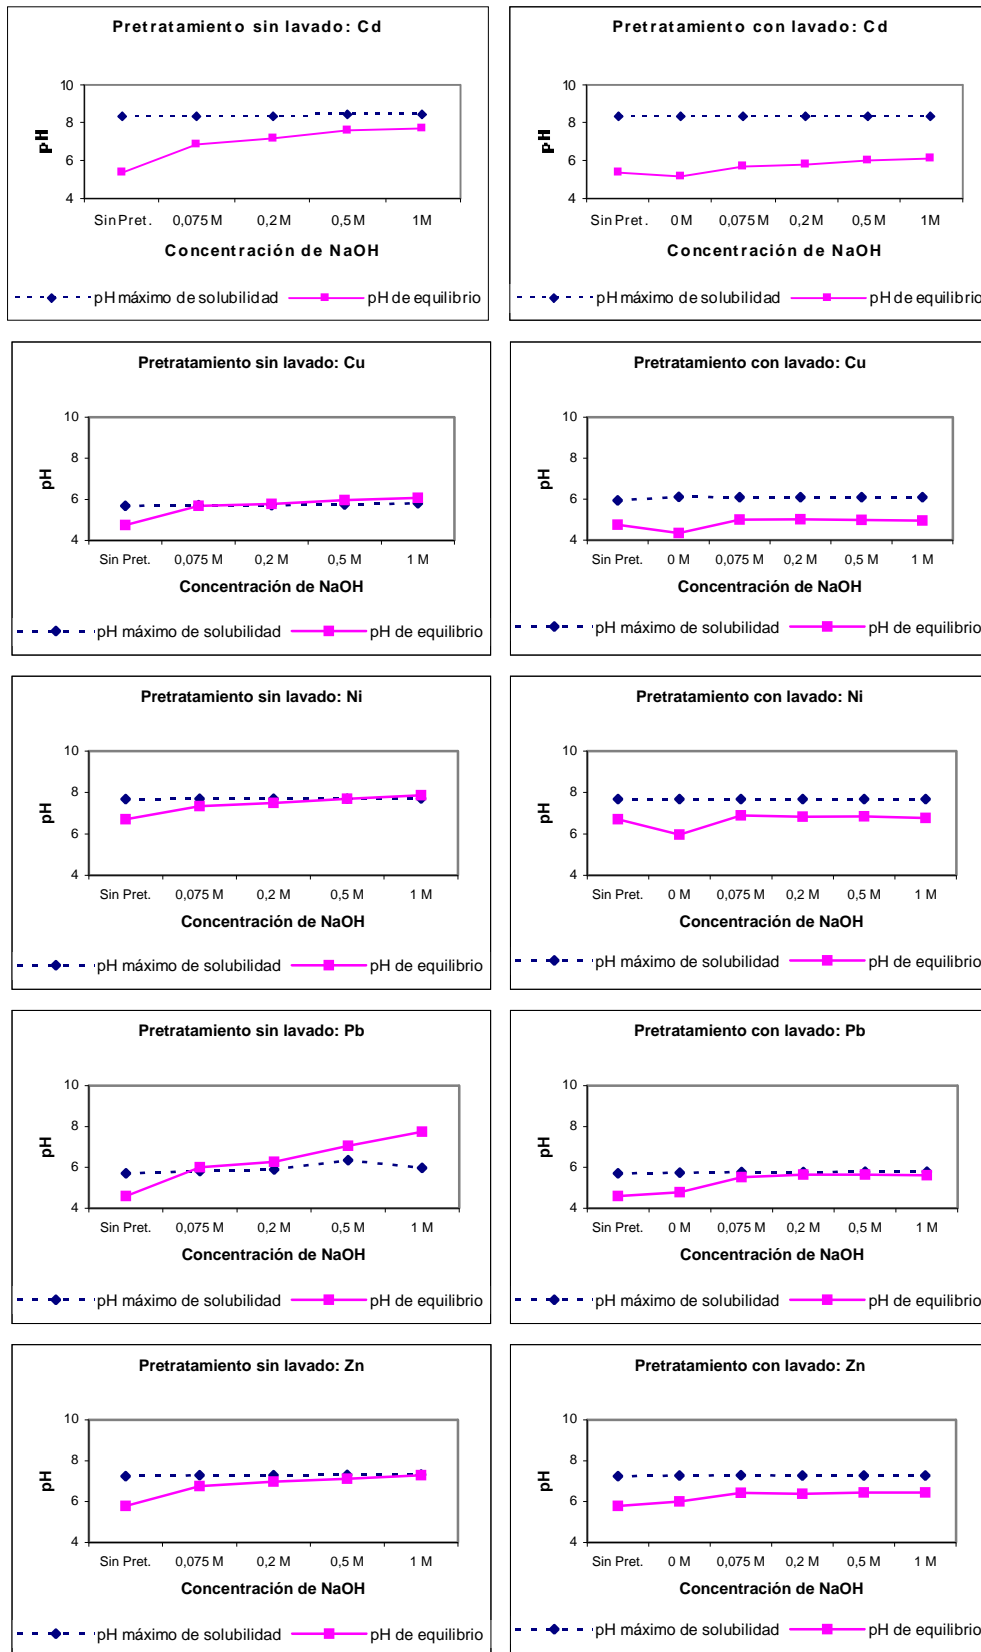 Pretratamiento sin lavado: Cd
10
8
6
4
pH
Sin Pret. 0,075 M 0,2 M 0,5 M 1M
Concentración de NaOH
pH máximo de solubilidad pH de equilibrio
Pretratamiento con lavado: Cd
10
8
6
4
pH
Sin Pret. 0M 0,075 M 0,2 M 0,5 M 1M
Concentración de NaOH
pH máximo de solubilidad pH de equilibrio
Pretratamiento sin lavado: Cu
10
8
6
4
pH
Sin Pret. 0,075 M 0,2 M 0,5 M 1 M
Concentración de NaOH
pH máximo de solubilidad pH de equilibrio
Pretratamiento con lavado: Cu
10
8
6
4
pH
Sin Pret. 0 M 0,075 M 0,2 M 0,5 M 1 M
Concentración de NaOH
pH máximo de solubilidad pH de equilibrio
Pretratamiento sin lavado: Ni
10
8
6
4
pH
Sin Pret. 0,075 M 0,2 M 0,5 M 1 M
Concentración de NaOH
pH máximo de solubilidad pH de equilibrio
Pretratamiento con lavado: Ni
10
8
6
4
pH
Sin Pret. 0 M 0,075 M 0,2 M 0,5 M 1 M
Concentración de NaOH
pH máximo de solubilidad pH de equilibrio
Pretratamiento sin lavado: Pb
10
8
6
4
pH
Sin Pret. 0,075 M 0,2 M 0,5 M 1 M
Concentración de NaOH
pH máximo de solubilidad pH de equilibrio
Pretratamiento con lavado: Pb
10
8
6
4
pH
Sin Pret. 0 M 0,075 M 0,2 M 0,5 M 1 M
Concentración de NaOH
pH máximo de solubilidad pH de equilibrio
Pretratamiento sin lavado: Zn
10
8
6
4
pH
Sin Pret. 0,075 M 0,2 M 0,5 M 1 M
Concentración de NaOH
pH máximo de solubilidad pH de equilibrio
Pretratamiento con lavado: Zn
10
8
6
4
pH
Sin Pret. 0 M 0,075 M 0,2 M 0,5 M 1 M
Concentración de NaOH
pH máximo de solubilidad pH de equilibrio